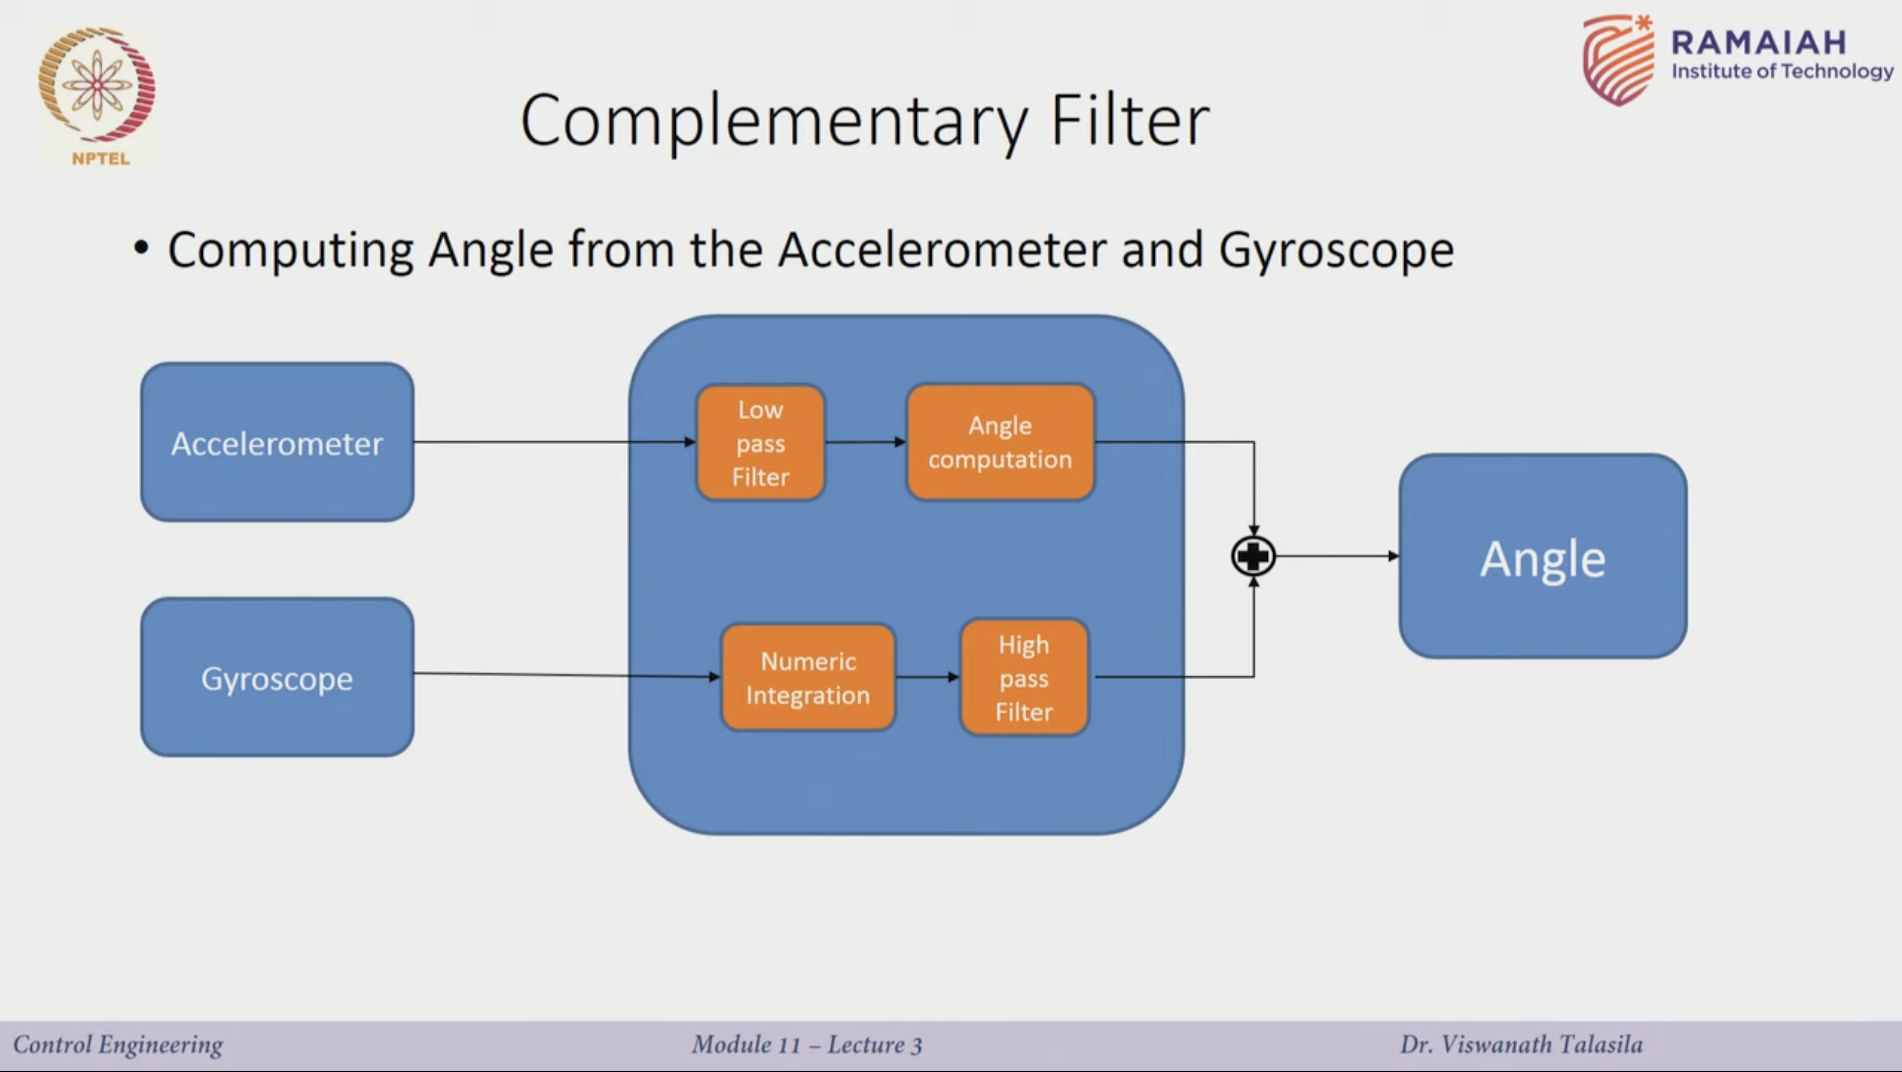 NPTEL
RAMAIAH
Institute of Technology
Complementary Filter
• Computing Angle from the Accelerometer and Gyroscope
Accelerometer
Low
pass
Filter
Angle
computation
Gyroscope
Numeric
Integration
High
pass
Filter
Angle
Control Engineering
Module 11 – Lecture 3
Dr. Viswanath Talasila